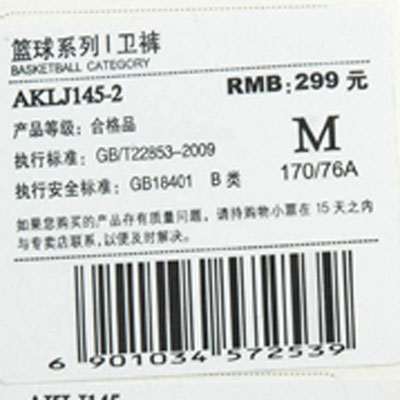 篮球系列 | 卫裤
BASKETBALL CATEGORY
AKLJ145-2
RMB:299 元
产品等级：合格品
M
执行标准：GB/T22853-2009
170/76A
执行安全标准：GB18401 B 类
如果您购买的产品存有质量问题，请持购物小票在 15 天之内
与专卖店联系，以便及时解决。
6 901034 572539
AKLJ145